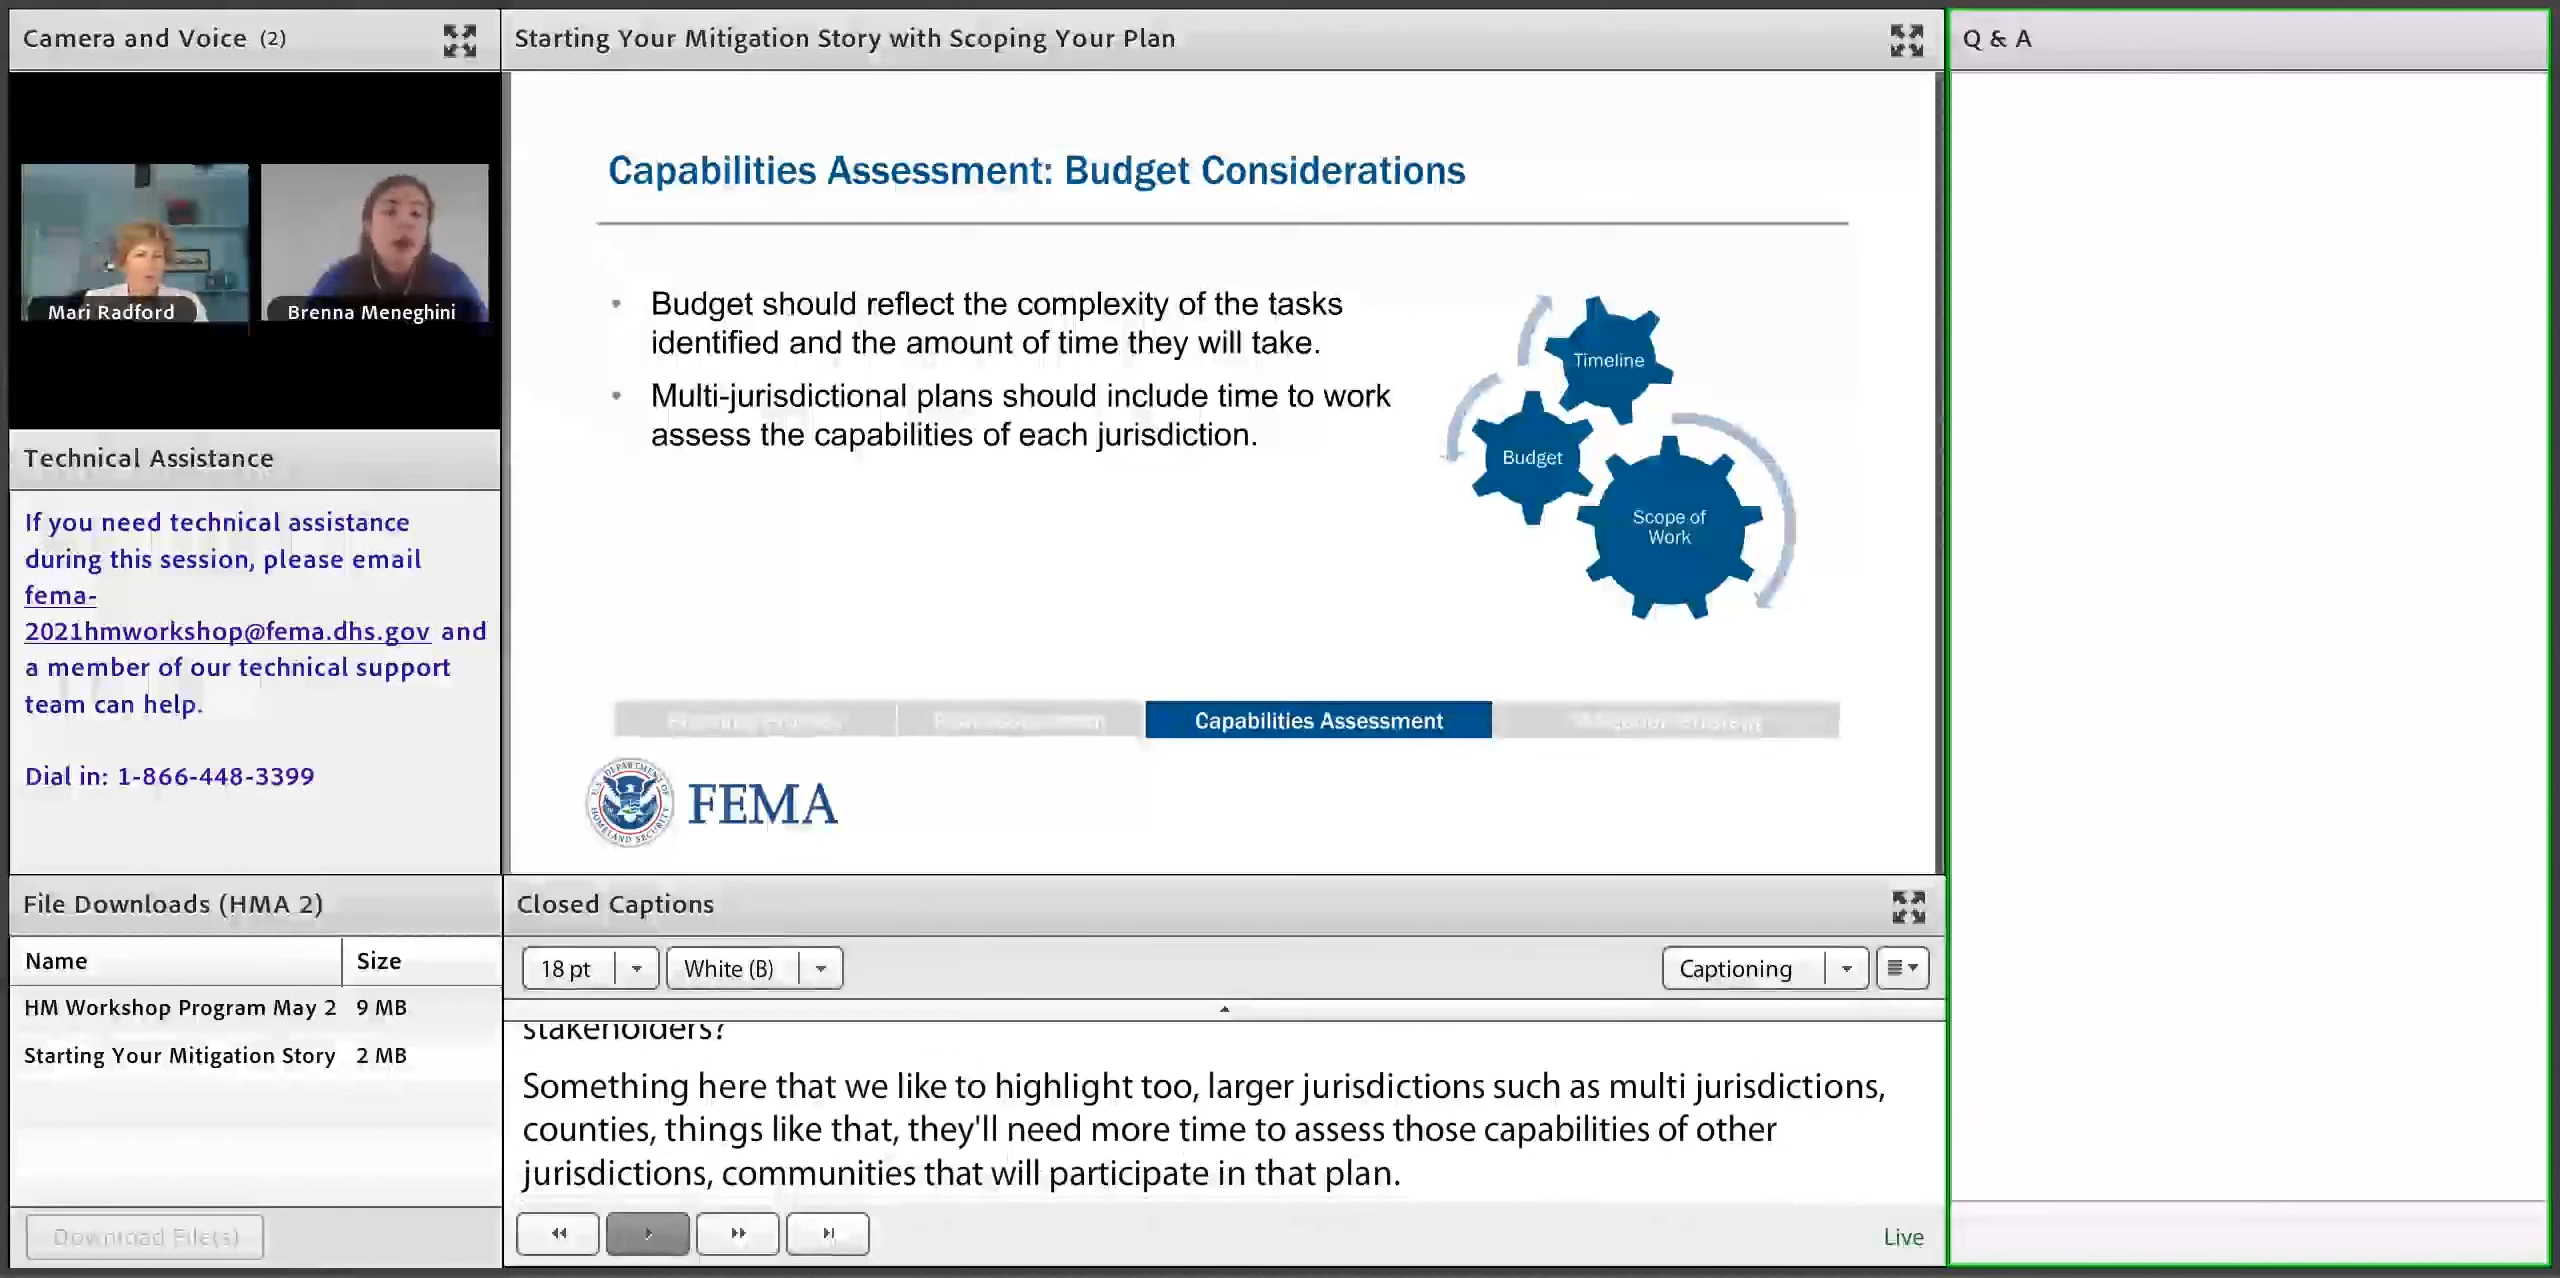 Camera and Voice (2)
Mari Radford
Brenna Meneghini
Technical Assistance
If you need technical assistance
during this session, please email
fema-
2021hmworkshop@fema.dhs.gov and
a member of our technical support
team can help.
Dial in: 1-866-448-3399
File Downloads (HMA 2)
Name Size
HM Workshop Program May 2 9 MB
Starting Your Mitigation Story 2 MB
Download File(s)
Starting Your Mitigation Story with Scoping Your Plan
Capabilities Assessment: Budget Considerations
• Budget should reflect the complexity of the tasks
identified and the amount of time they will take.
• Multi-jurisdictional plans should include time to work
assess the capabilities of each jurisdiction.
Timeline
Budget
Scope of
Work
Capabilities Assessment
U.S. DEPARTMENT OF HOMELAND SECURITY
FEMA
Closed Captions
18 pt White (B) Captioning
stakeholders?
Something here that we like to highlight too, larger jurisdictions such as multi jurisdictions,
counties, things like that, they'll need more time to assess those capabilities of other
jurisdictions, communities that will participate in that plan.
Live
Q & A